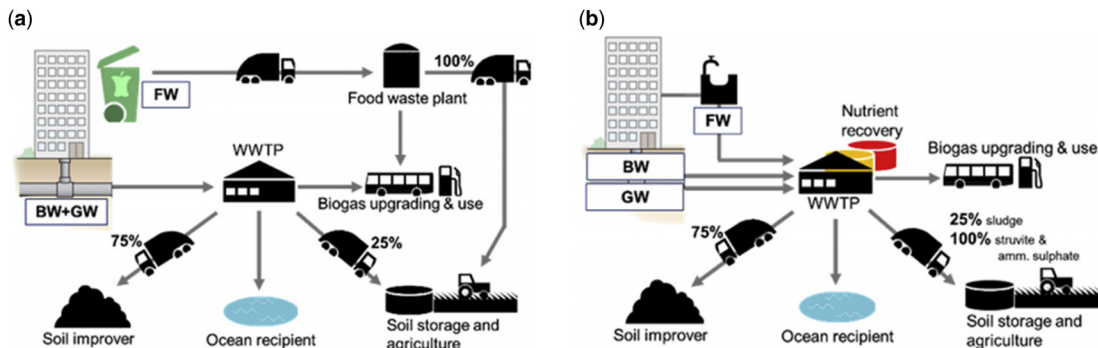 (a)
FW
100%
Food waste plant
WWTP
BW+GW
Biogas upgrading & use
75%
25%
Soil improver
Ocean recipient
Soil storage and
agriculture
(b)
FW
Nutrient
recovery
BW
GW
WWTP
Biogas upgrading & use
75%
25% sludge
100% struvite &
amm. sulphate
Soil improver
Ocean recipient
Soil storage and
agriculture